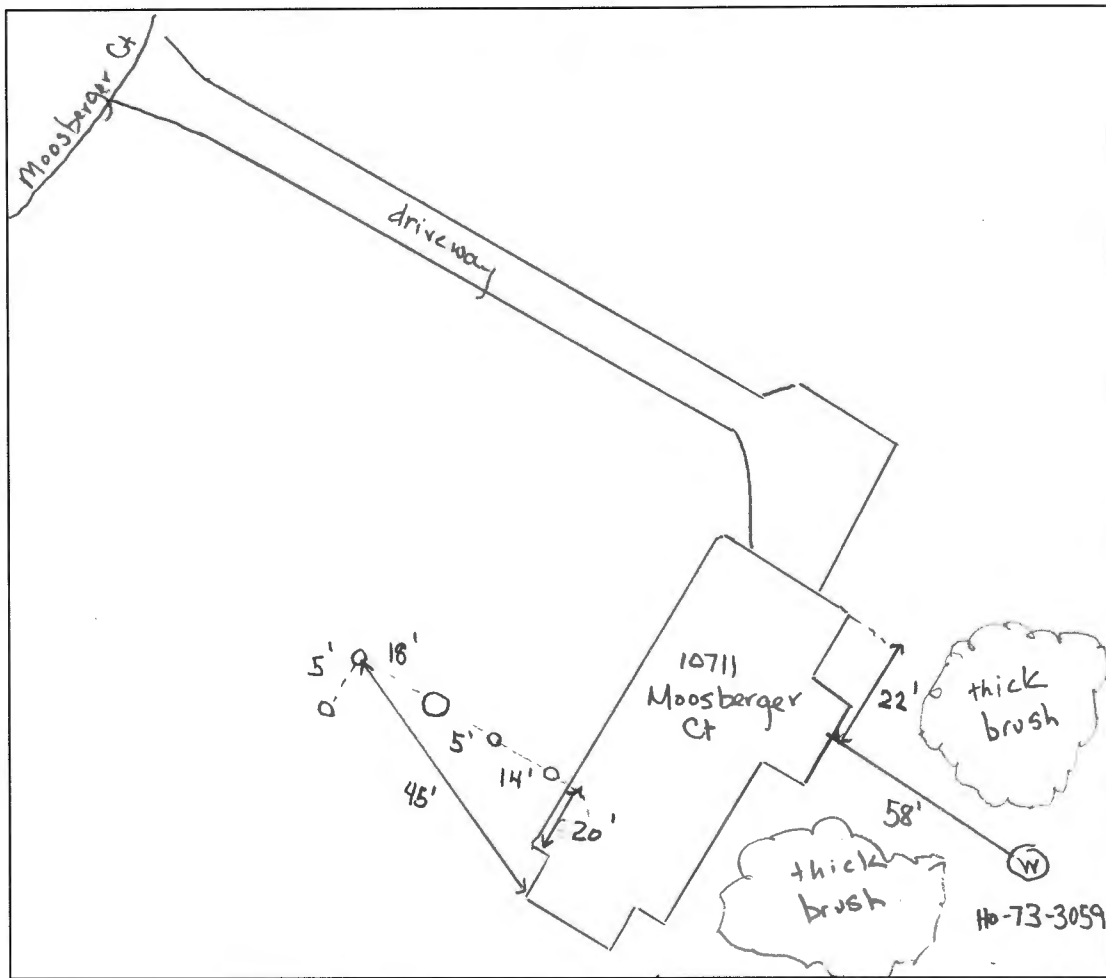 Moosberger Ct
driveway
10711
Moosberger
Ct
22'
thick
brush
5'
18'
5'
14'
45'
20'
58'
thick
brush
W
Ho-73-3059